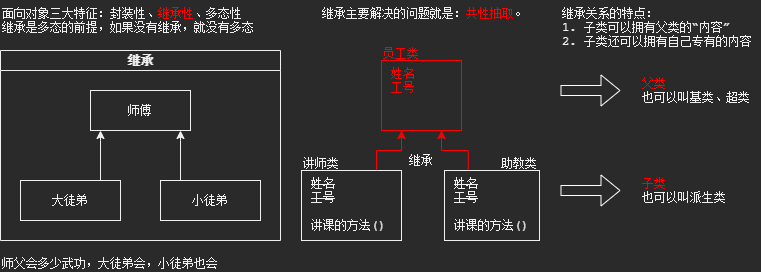 面向对象三大特征：封装性、继承性、多态性
继承是多态的前提，如果没有继承，就没有多态
继承
师傅
大徒弟
小徒弟
师父会多少武功，大徒弟会，小徒弟也会
继承主要解决的问题就是：共性抽取。
员工类
姓名
工号
继承
讲师类
姓名
工号
讲课的方法()
助教类
姓名
工号
讲课的方法()
继承关系的特点：
1. 子类可以拥有父类的“内容”
2. 子类还可以拥有自己专有的内容
父类
也可以叫基类、超类
子类
也可以叫派生类